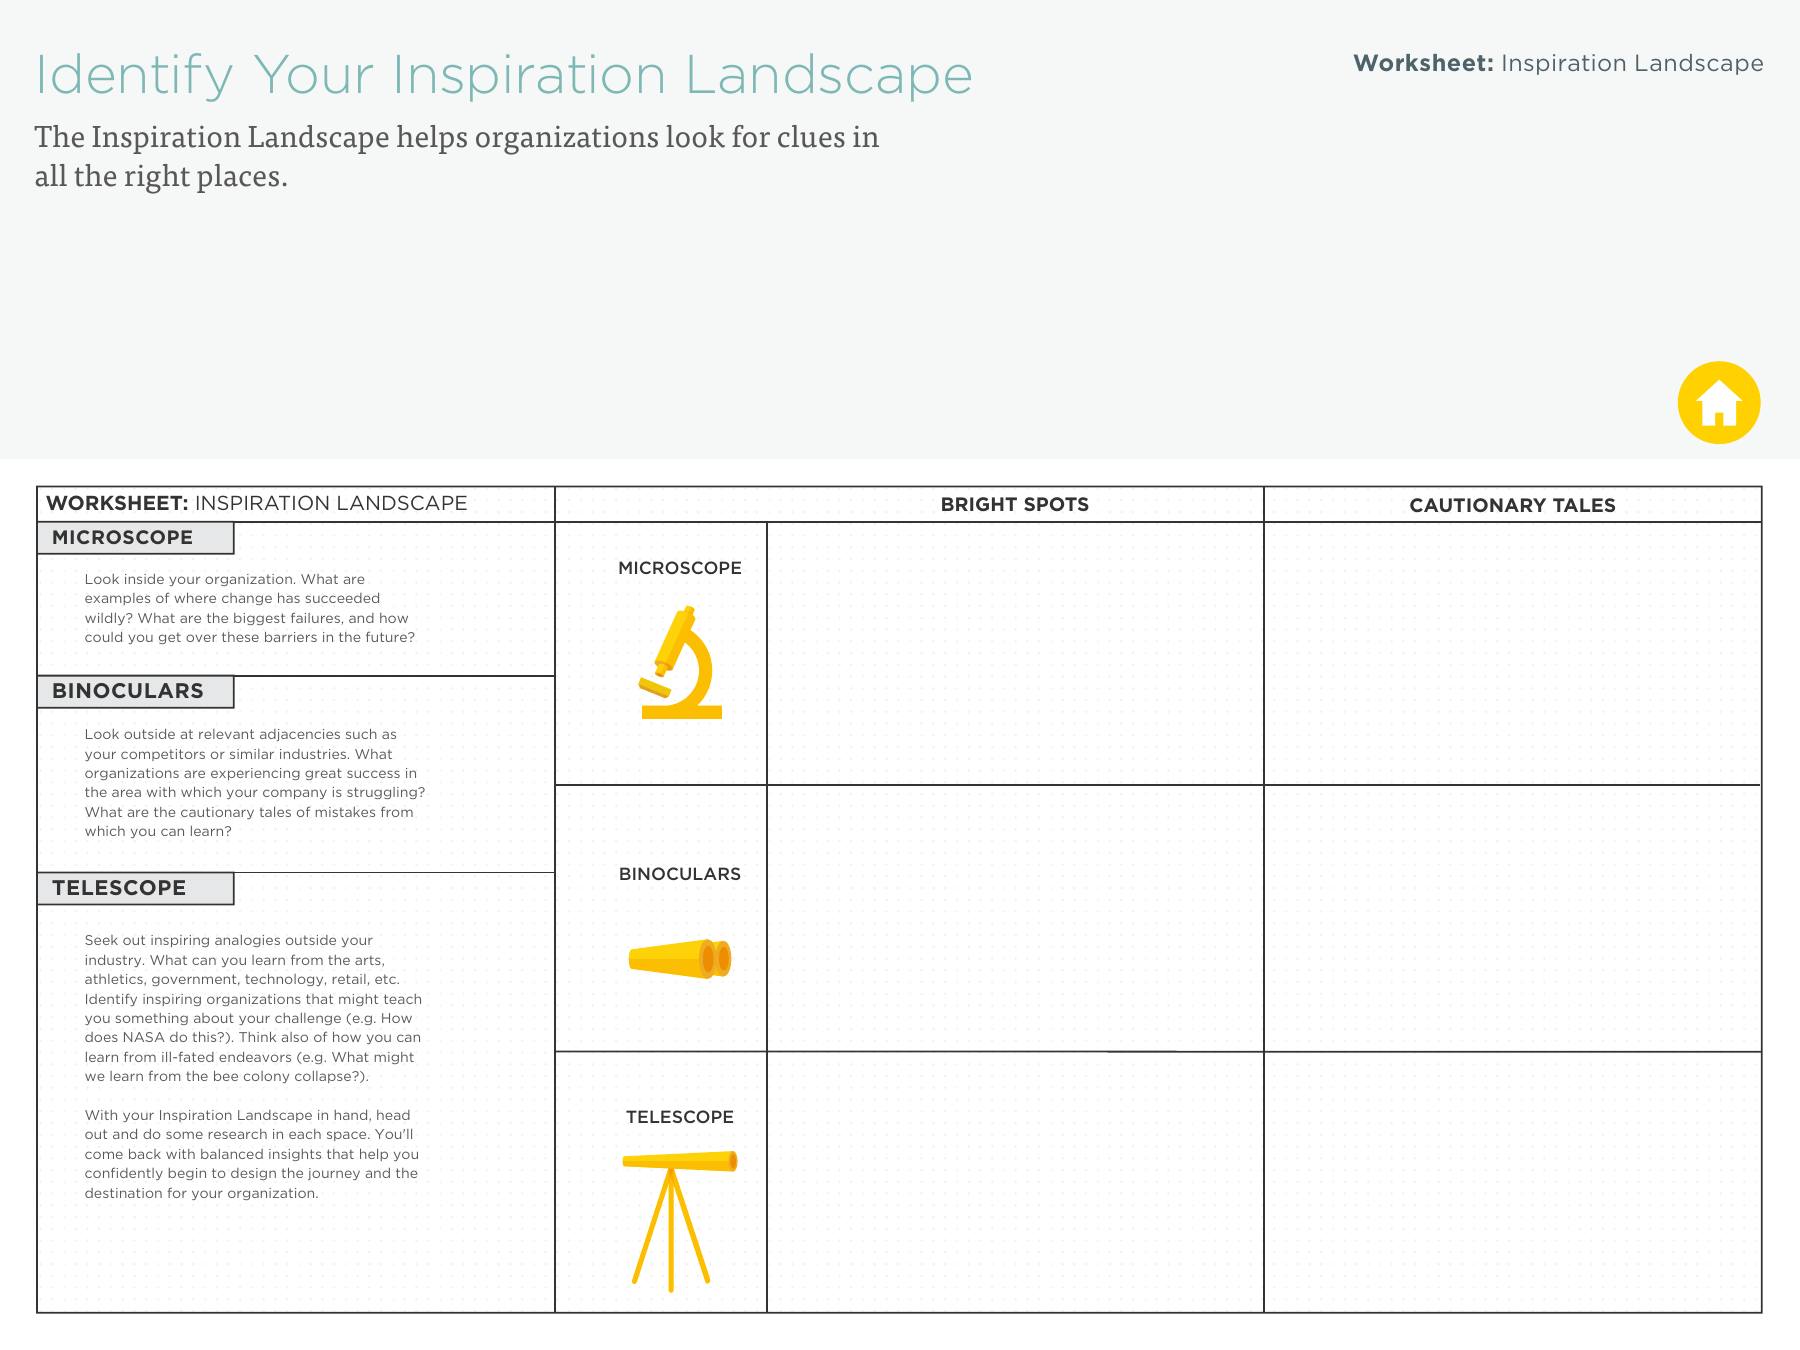 Identify Your Inspiration Landscape
Worksheet: Inspiration Landscape
The Inspiration Landscape helps organizations look for clues in
all the right places.
WORKSHEET: INSPIRATION LANDSCAPE
BRIGHT SPOTS
CAUTIONARY TALES
MICROSCOPE
Look inside your organization. What are
examples of where change has succeeded
wildly? What are the biggest failures, and how
could you get over these barriers in the future?
BINOCULARS
Look outside at relevant adjacencies such as
your competitors or similar industries. What
organizations are experiencing great success in
the area with which your company is struggling?
What are the cautionary tales of mistakes from
which you can learn?
TELESCOPE
Seek out inspiring analogies outside your
industry. What can you learn from the arts,
athletics, government, technology, retail, etc.
Identify inspiring organizations that might teach
you something about your challenge (e.g. How
does NASA do this?). Think also of how you can
learn from ill-fated endeavors (e.g. What might
we learn from the bee colony collapse?).
With your Inspiration Landscape in hand, head
out and do some research in each space. You'll
come back with balanced insights that help you
confidently begin to design the journey and the
destination for your organization.
MICROSCOPE
BINOCULARS
TELESCOPE